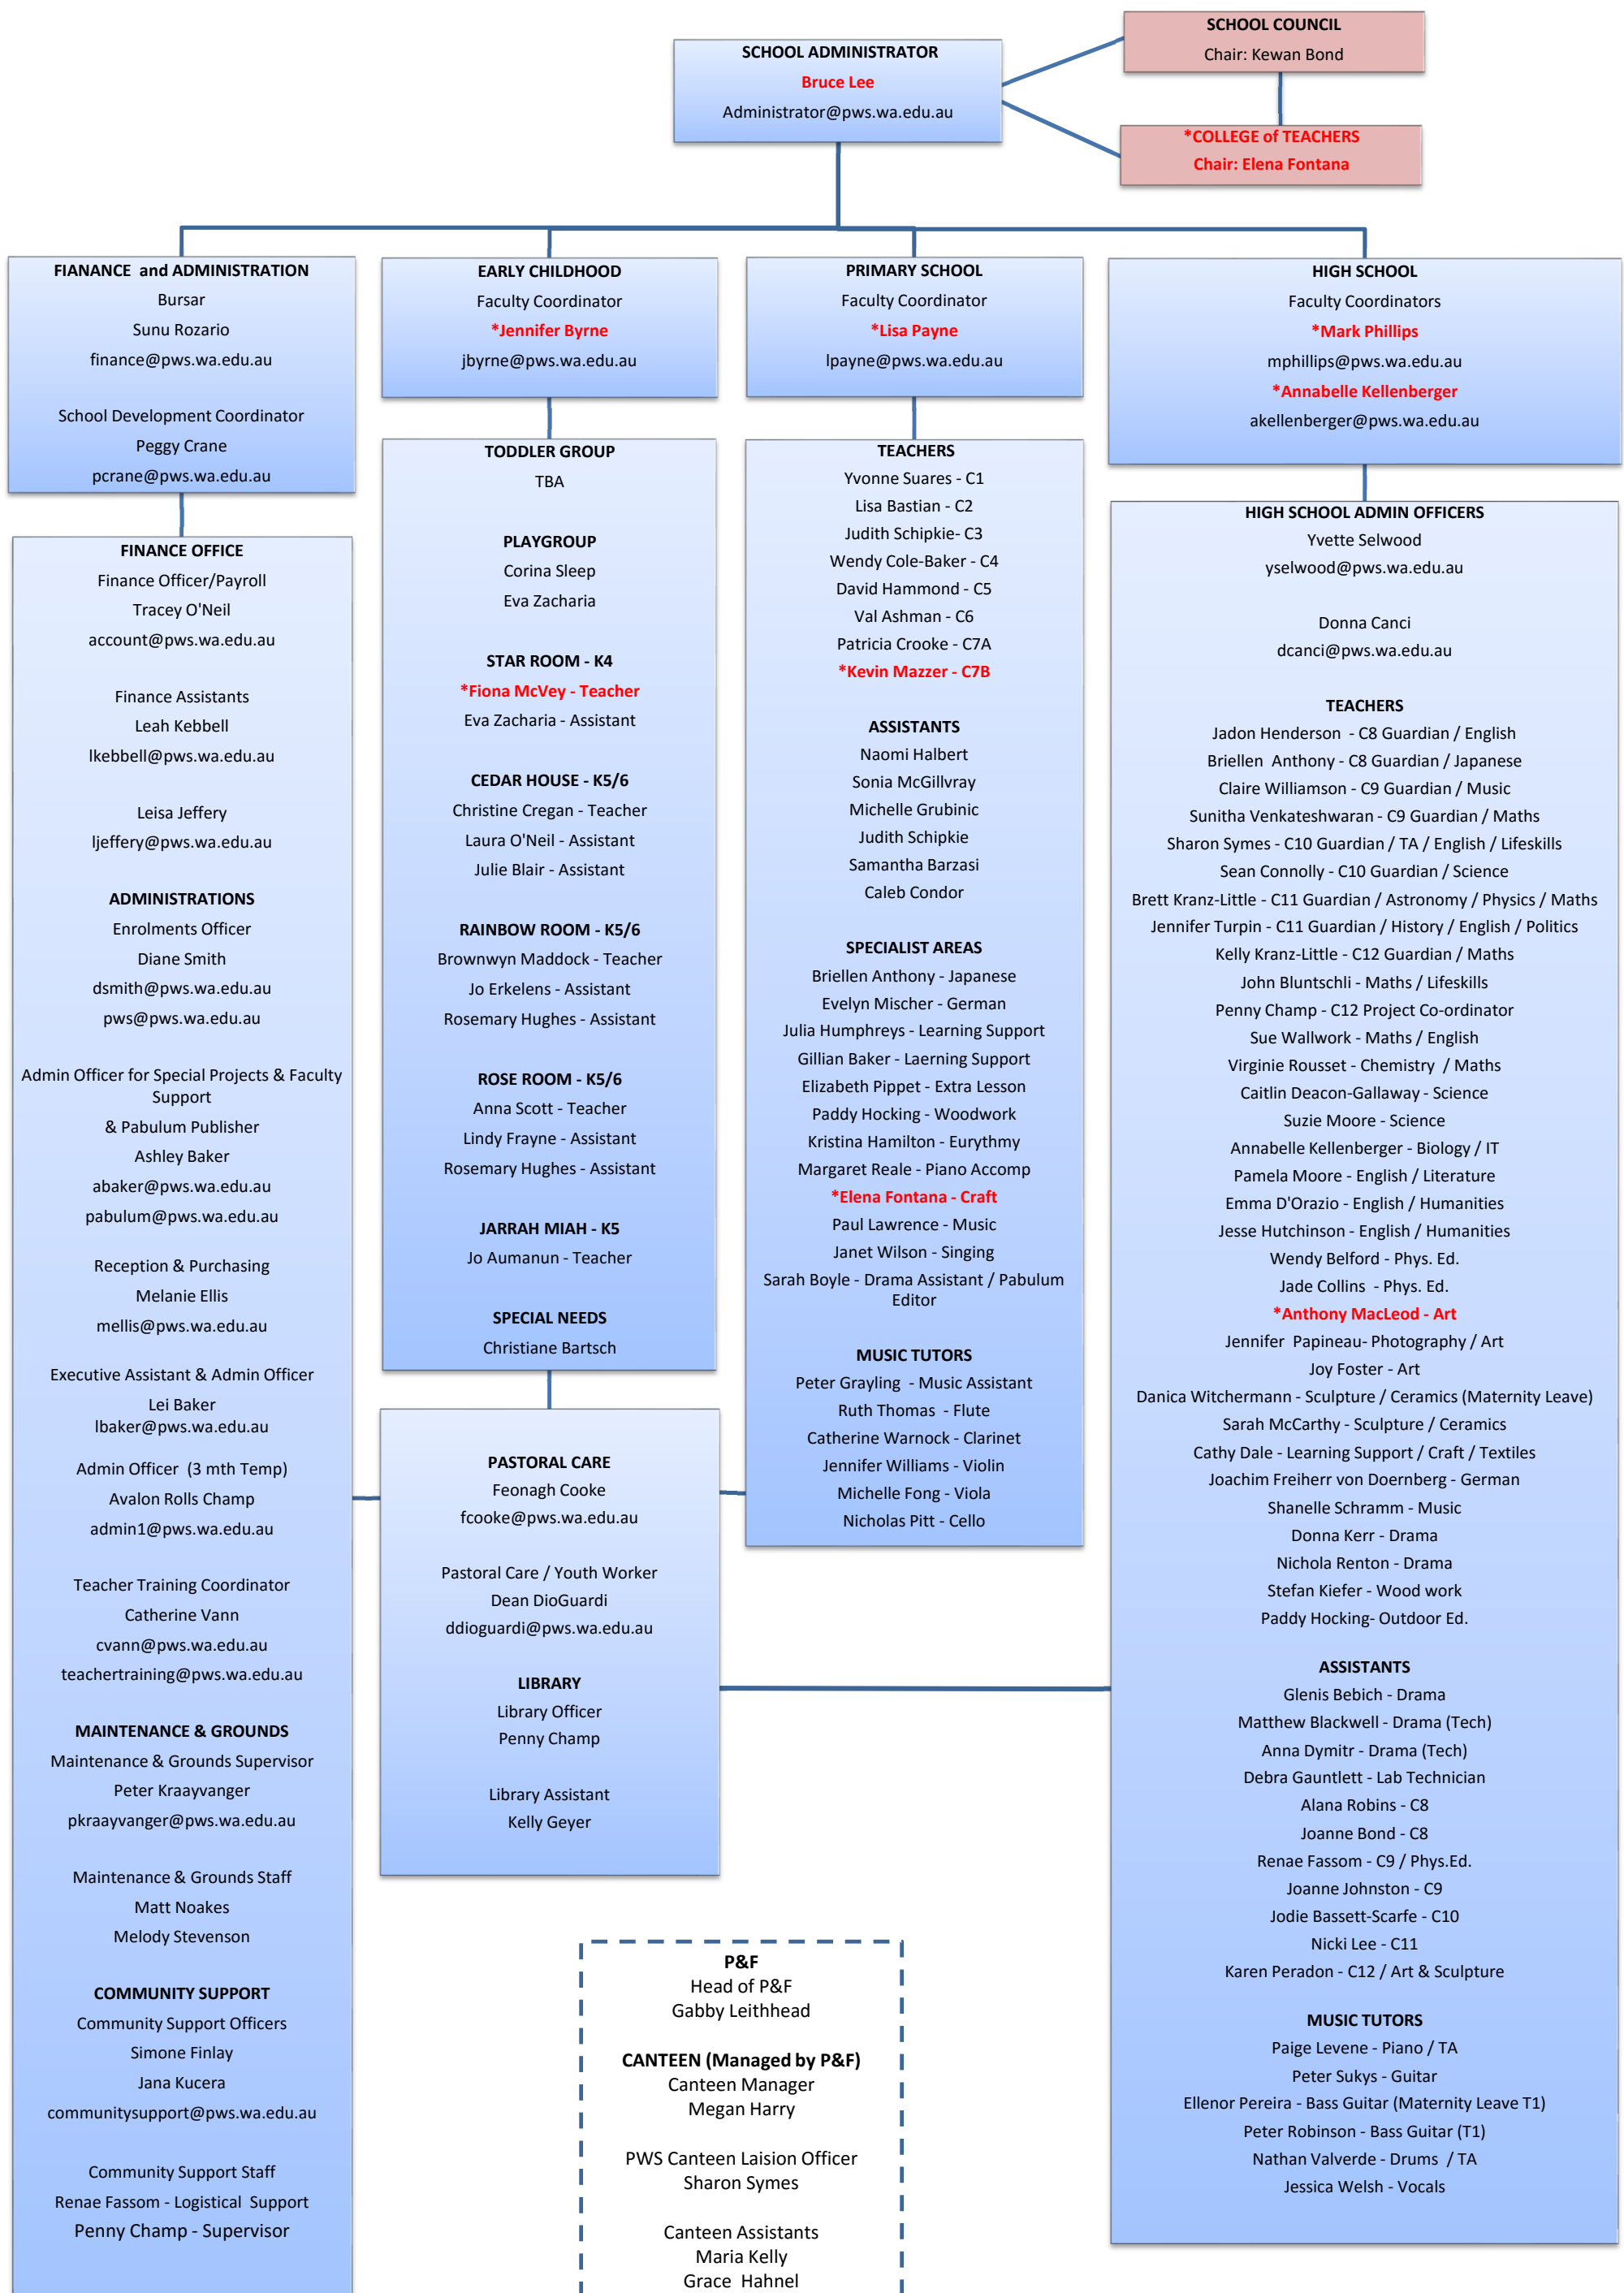 SCHOOL COUNCIL
Chair: Kewan Bond
SCHOOL ADMINISTRATOR
Bruce Lee
Administrator@pws.wa.edu.au
*COLLEGE of TEACHERS
Chair: Elena Fontana
FIANANCE and ADMINISTRATION
Bursar
Sunu Rozario
finance@pws.wa.edu.au
School Development Coordinator
Peggy Crane
pcrane@pws.wa.edu.au
EARLY CHILDHOOD
Faculty Coordinator
*Jennifer Byrne
jbyrne@pws.wa.edu.au
PRIMARY SCHOOL
Faculty Coordinator
*Lisa Payne
lpayne@pws.wa.edu.au
HIGH SCHOOL
Faculty Coordinators
*Mark Phillips
mphillips@pws.wa.edu.au
*Annabelle Kellenberger
akellenberger@pws.wa.edu.au
FINANCE OFFICE
Finance Officer/Payroll
Tracey O'Neil
account@pws.wa.edu.au
Finance Assistants
Leah Kebbell
lkebbell@pws.wa.edu.au
Leisa Jeffery
ljeffery@pws.wa.edu.au
ADMINISTRATIONS
Enrolments Officer
Diane Smith
dsmith@pws.wa.edu.au
pws@pws.wa.edu.au
Admin Officer for Special Projects & Faculty
Support
& Pabulum Publisher
Ashley Baker
abaker@pws.wa.edu.au
pabulum@pws.wa.edu.au
Reception & Purchasing
Melanie Ellis
mellis@pws.wa.edu.au
Executive Assistant & Admin Officer
Lei Baker
lbaker@pws.wa.edu.au
Admin Officer (3 mth Temp)
Avalon Rolls Champ
admin1@pws.wa.edu.au
Teacher Training Coordinator
Catherine Vann
cvann@pws.wa.edu.au
teachertraining@pws.wa.edu.au
MAINTENANCE & GROUNDS
Maintenance & Grounds Supervisor
Peter Kraayvanger
pkraayvanger@pws.wa.edu.au
Maintenance & Grounds Staff
Matt Noakes
Melody Stevenson
COMMUNITY SUPPORT
Community Support Officers
Simone Finlay
Jana Kucera
communitysupport@pws.wa.edu.au
Community Support Staff
Renae Fassom - Logistical Support
Penny Champ - Supervisor
TODDLER GROUP
TBA
PLAYGROUP
Corina Sleep
Eva Zacharia
STAR ROOM - K4
*Fiona McVey - Teacher
Eva Zacharia - Assistant
CEDAR HOUSE - K5/6
Christine Cregan - Teacher
Laura O'Neil - Assistant
Julie Blair - Assistant
RAINBOW ROOM - K5/6
Brownwyn Maddock - Teacher
Jo Erkelens - Assistant
Rosemary Hughes - Assistant
ROSE ROOM - K5/6
Anna Scott - Teacher
Lindy Frayne - Assistant
Rosemary Hughes - Assistant
JARRAH MIAH - K5
Jo Aumanun - Teacher
SPECIAL NEEDS
Christiane Bartsch
PASTORAL CARE
Feonagh Cooke
fcooke@pws.wa.edu.au
Pastoral Care / Youth Worker
Dean DioGuardi
ddioguardi@pws.wa.edu.au
LIBRARY
Library Officer
Penny Champ
Library Assistant
Kelly Geyer
TEACHERS
Yvonne Suares - C1
Lisa Bastian - C2
Judith Schipkie- C3
Wendy Cole-Baker - C4
David Hammond - C5
Val Ashman - C6
Patricia Crooke - C7A
*Kevin Mazzer - C7B
ASSISTANTS
Naomi Halbert
Sonia McGillvray
Michelle Grubinic
Judith Schipkie
Samantha Barzasi
Caleb Condor
SPECIALIST AREAS
Briellen Anthony - Japanese
Evelyn Mischer - German
Julia Humphreys - Learning Support
Gillian Baker - Laerning Support
Elizabeth Pippet - Extra Lesson
Paddy Hocking - Woodwork
Kristina Hamilton - Eurythmy
Margaret Reale - Piano Accomp
*Elena Fontana - Craft
Paul Lawrence - Music
Janet Wilson - Singing
Sarah Boyle - Drama Assistant / Pabulum
Editor
MUSIC TUTORS
Peter Grayling - Music Assistant
Ruth Thomas - Flute
Catherine Warnock - Clarinet
Jennifer Williams - Violin
Michelle Fong - Viola
Nicholas Pitt - Cello
HIGH SCHOOL ADMIN OFFICERS
Yvette Selwood
yselwood@pws.wa.edu.au
Donna Canci
dcanci@pws.wa.edu.au
TEACHERS
Jadon Henderson - C8 Guardian / English
Briellen Anthony - C8 Guardian / Japanese
Claire Williamson - C9 Guardian / Music
Sunitha Venkateshwaran - C9 Guardian / Maths
Sharon Symes - C10 Guardian / TA / English / Lifeskills
Sean Connolly - C10 Guardian / Science
Brett Kranz-Little - C11 Guardian / Astronomy / Physics / Maths
Jennifer Turpin - C11 Guardian / History / English / Politics
Kelly Kranz-Little - C12 Guardian / Maths
John Bluntschli - Maths / Lifeskills
Penny Champ - C12 Project Co-ordinator
Sue Wallwork - Maths / English
Virginie Rousset - Chemistry / Maths
Caitlin Deacon-Gallaway - Science
Suzie Moore - Science
Annabelle Kellenberger - Biology / IT
Pamela Moore - English / Literature
Emma D'Orazio - English / Humanities
Jesse Hutchinson - English / Humanities
Wendy Belford - Phys. Ed.
Jade Collins - Phys. Ed.
*Anthony MacLeod - Art
Jennifer Papineau- Photography / Art
Joy Foster - Art
Danica Witchermann - Sculpture / Ceramics (Maternity Leave)
Sarah McCarthy - Sculpture / Ceramics
Cathy Dale - Learning Support / Craft / Textiles
Joachim Freiherr von Doernberg - German
Shanelle Schramm - Music
Donna Kerr - Drama
Nichola Renton - Drama
Stefan Kiefer - Wood work
Paddy Hocking- Outdoor Ed.
ASSISTANTS
Glenis Bebich - Drama
Matthew Blackwell - Drama (Tech)
Anna Dymitr - Drama (Tech)
Debra Gauntlett - Lab Technician
Alana Robins - C8
Joanne Bond - C8
Renae Fassom - C9 / Phys.Ed.
Joanne Johnston - C9
Jodie Bassett-Scarfe - C10
Nicki Lee - C11
Karen Peradon - C12 / Art & Sculpture
MUSIC TUTORS
Paige Levene - Piano / TA
Peter Sukys - Guitar
Ellenor Pereira - Bass Guitar (Maternity Leave T1)
Peter Robinson - Bass Guitar (T1)
Nathan Valverde - Drums / TA
Jessica Welsh - Vocals
P&F
Head of P&F
Gabby Leithhead
CANTEEN (Managed by P&F)
Canteen Manager
Megan Harry
PWS Canteen Laision Officer
Sharon Symes
Canteen Assistants
Maria Kelly
Grace Hahnel